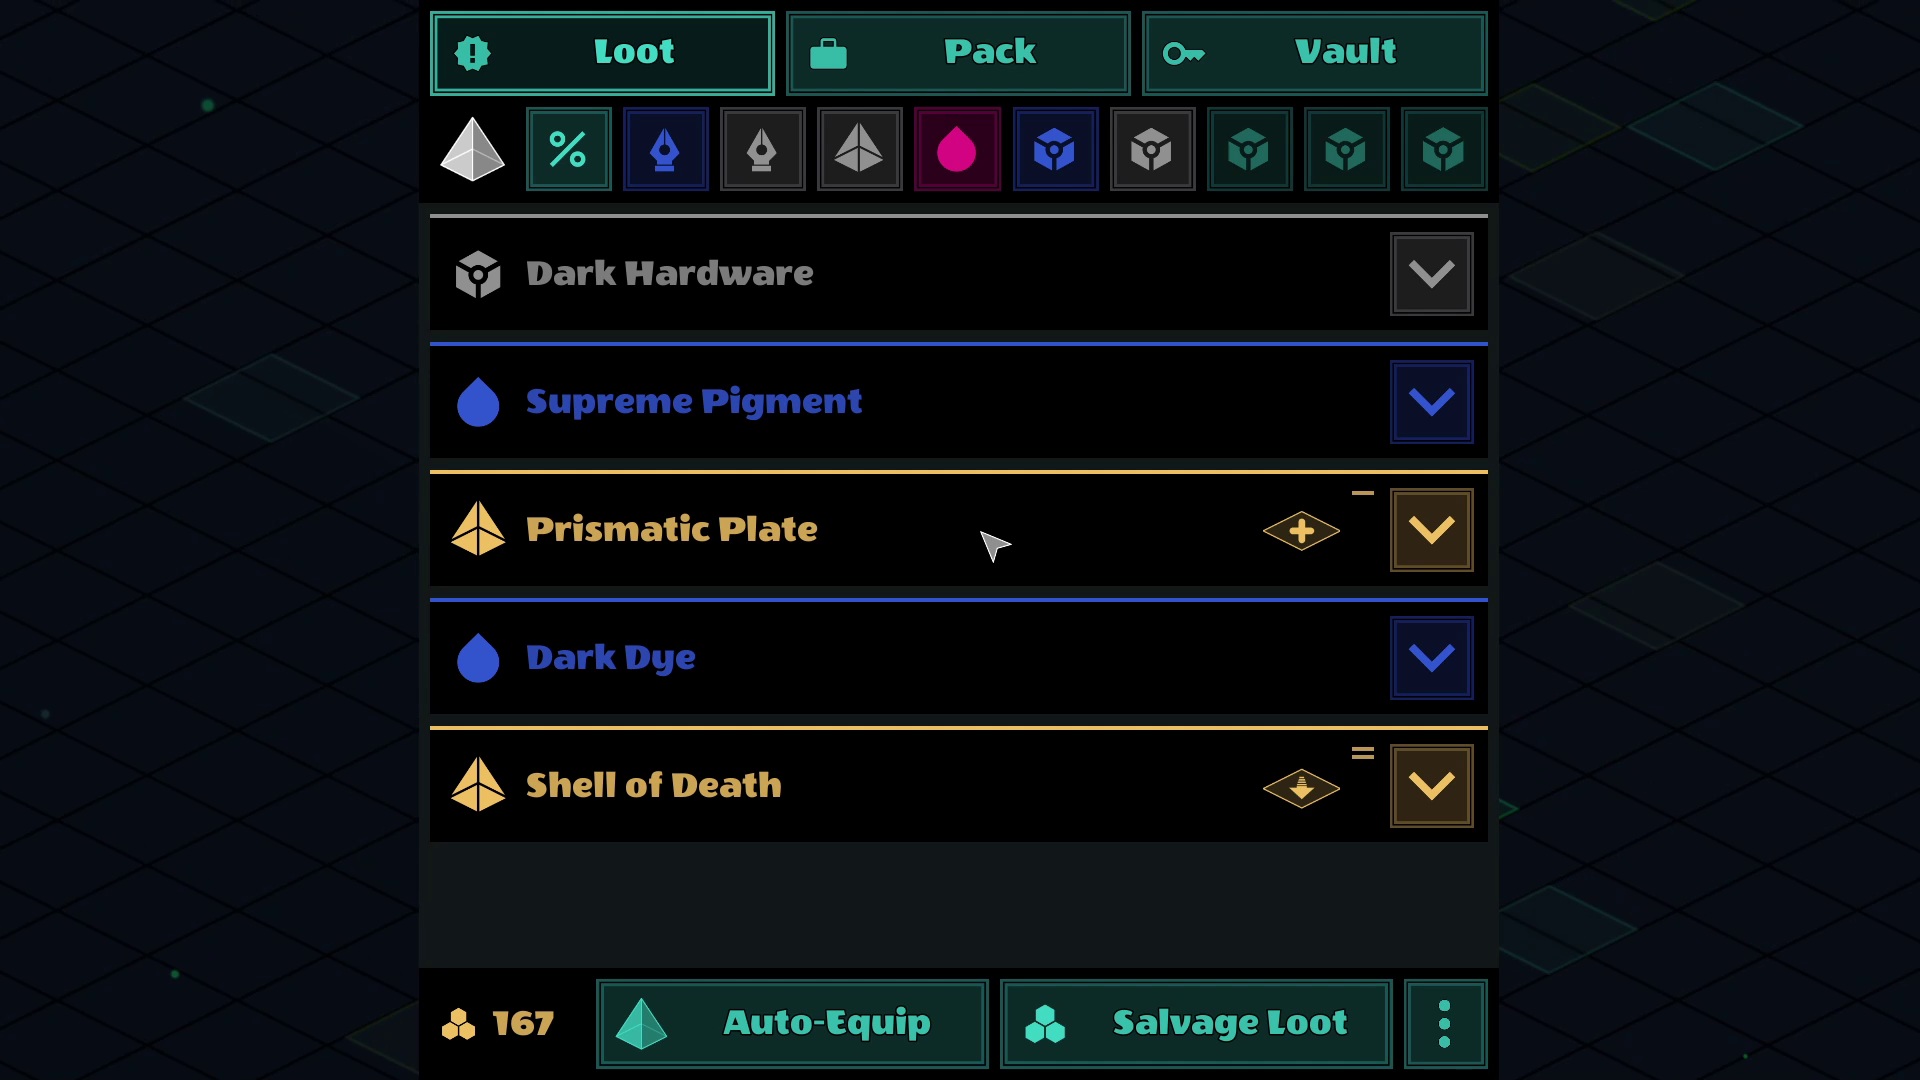 Loot
Pack
Vault
Dark Hardware
Supreme Pigment
Prismatic Plate
Dark Dye
Shell of Death
167
Auto-Equip
Salvage Loot